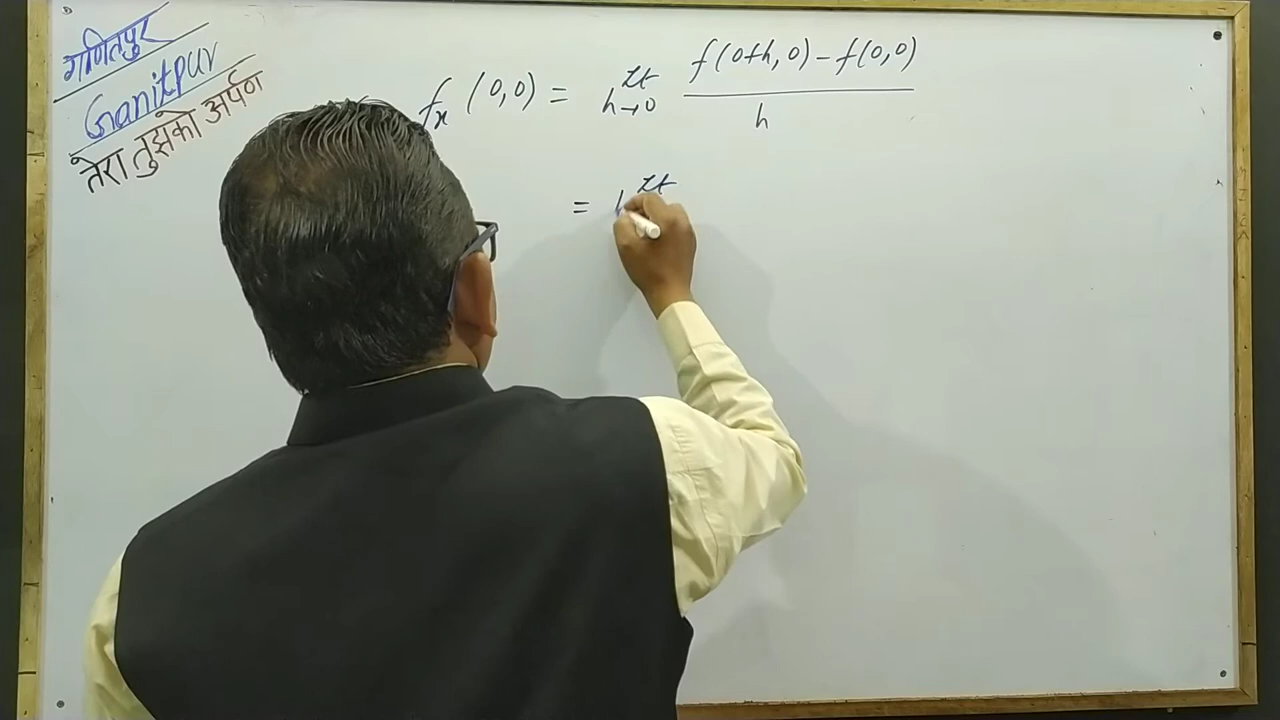 गणितपुर
Ganitpur
तेरा तुझको अर्पण
fx (0,0) = Lt h→0 f(0+h,0) – f(0,0) / h
= Lt